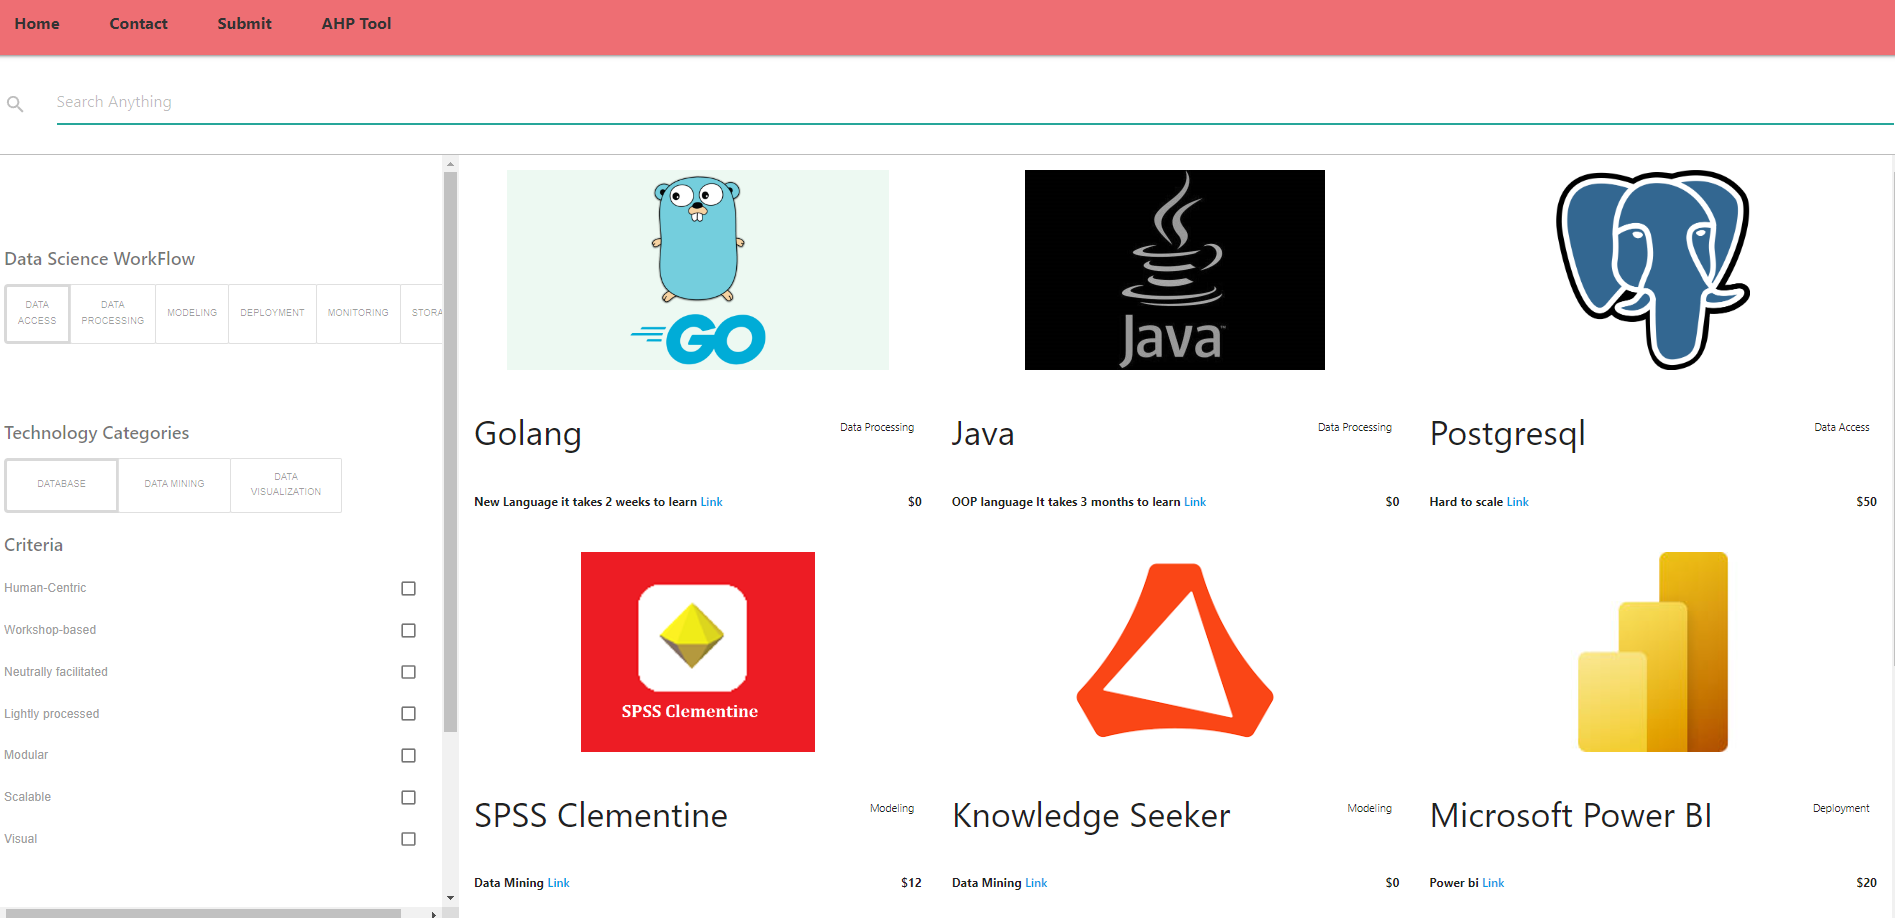 Home Contact Submit AHP Tool
Search Anything
Data Science WorkFlow
DATA ACCESS
DATA PROCESSING
MODELING
DEPLOYMENT
MONITORING
STORA
Technology Categories
DATABASE
DATA MINING
DATA VISUALIZATION
Criteria
Human-Centric
Workshop-based
Neutrally facilitated
Lightly processed
Modular
Scalable
Visual
GO
Golang
Data Processing
New Language it takes 2 weeks to learn Link
$0
Java™
Java
Data Processing
OOP language It takes 3 months to learn Link
$0
Postgresql
Data Access
Hard to scale Link
$50
SPSS Clementine
SPSS Clementine
Modeling
Data Mining Link
$12
Knowledge Seeker
Modeling
Data Mining Link
$0
Microsoft Power BI
Deployment
Power bi Link
$20